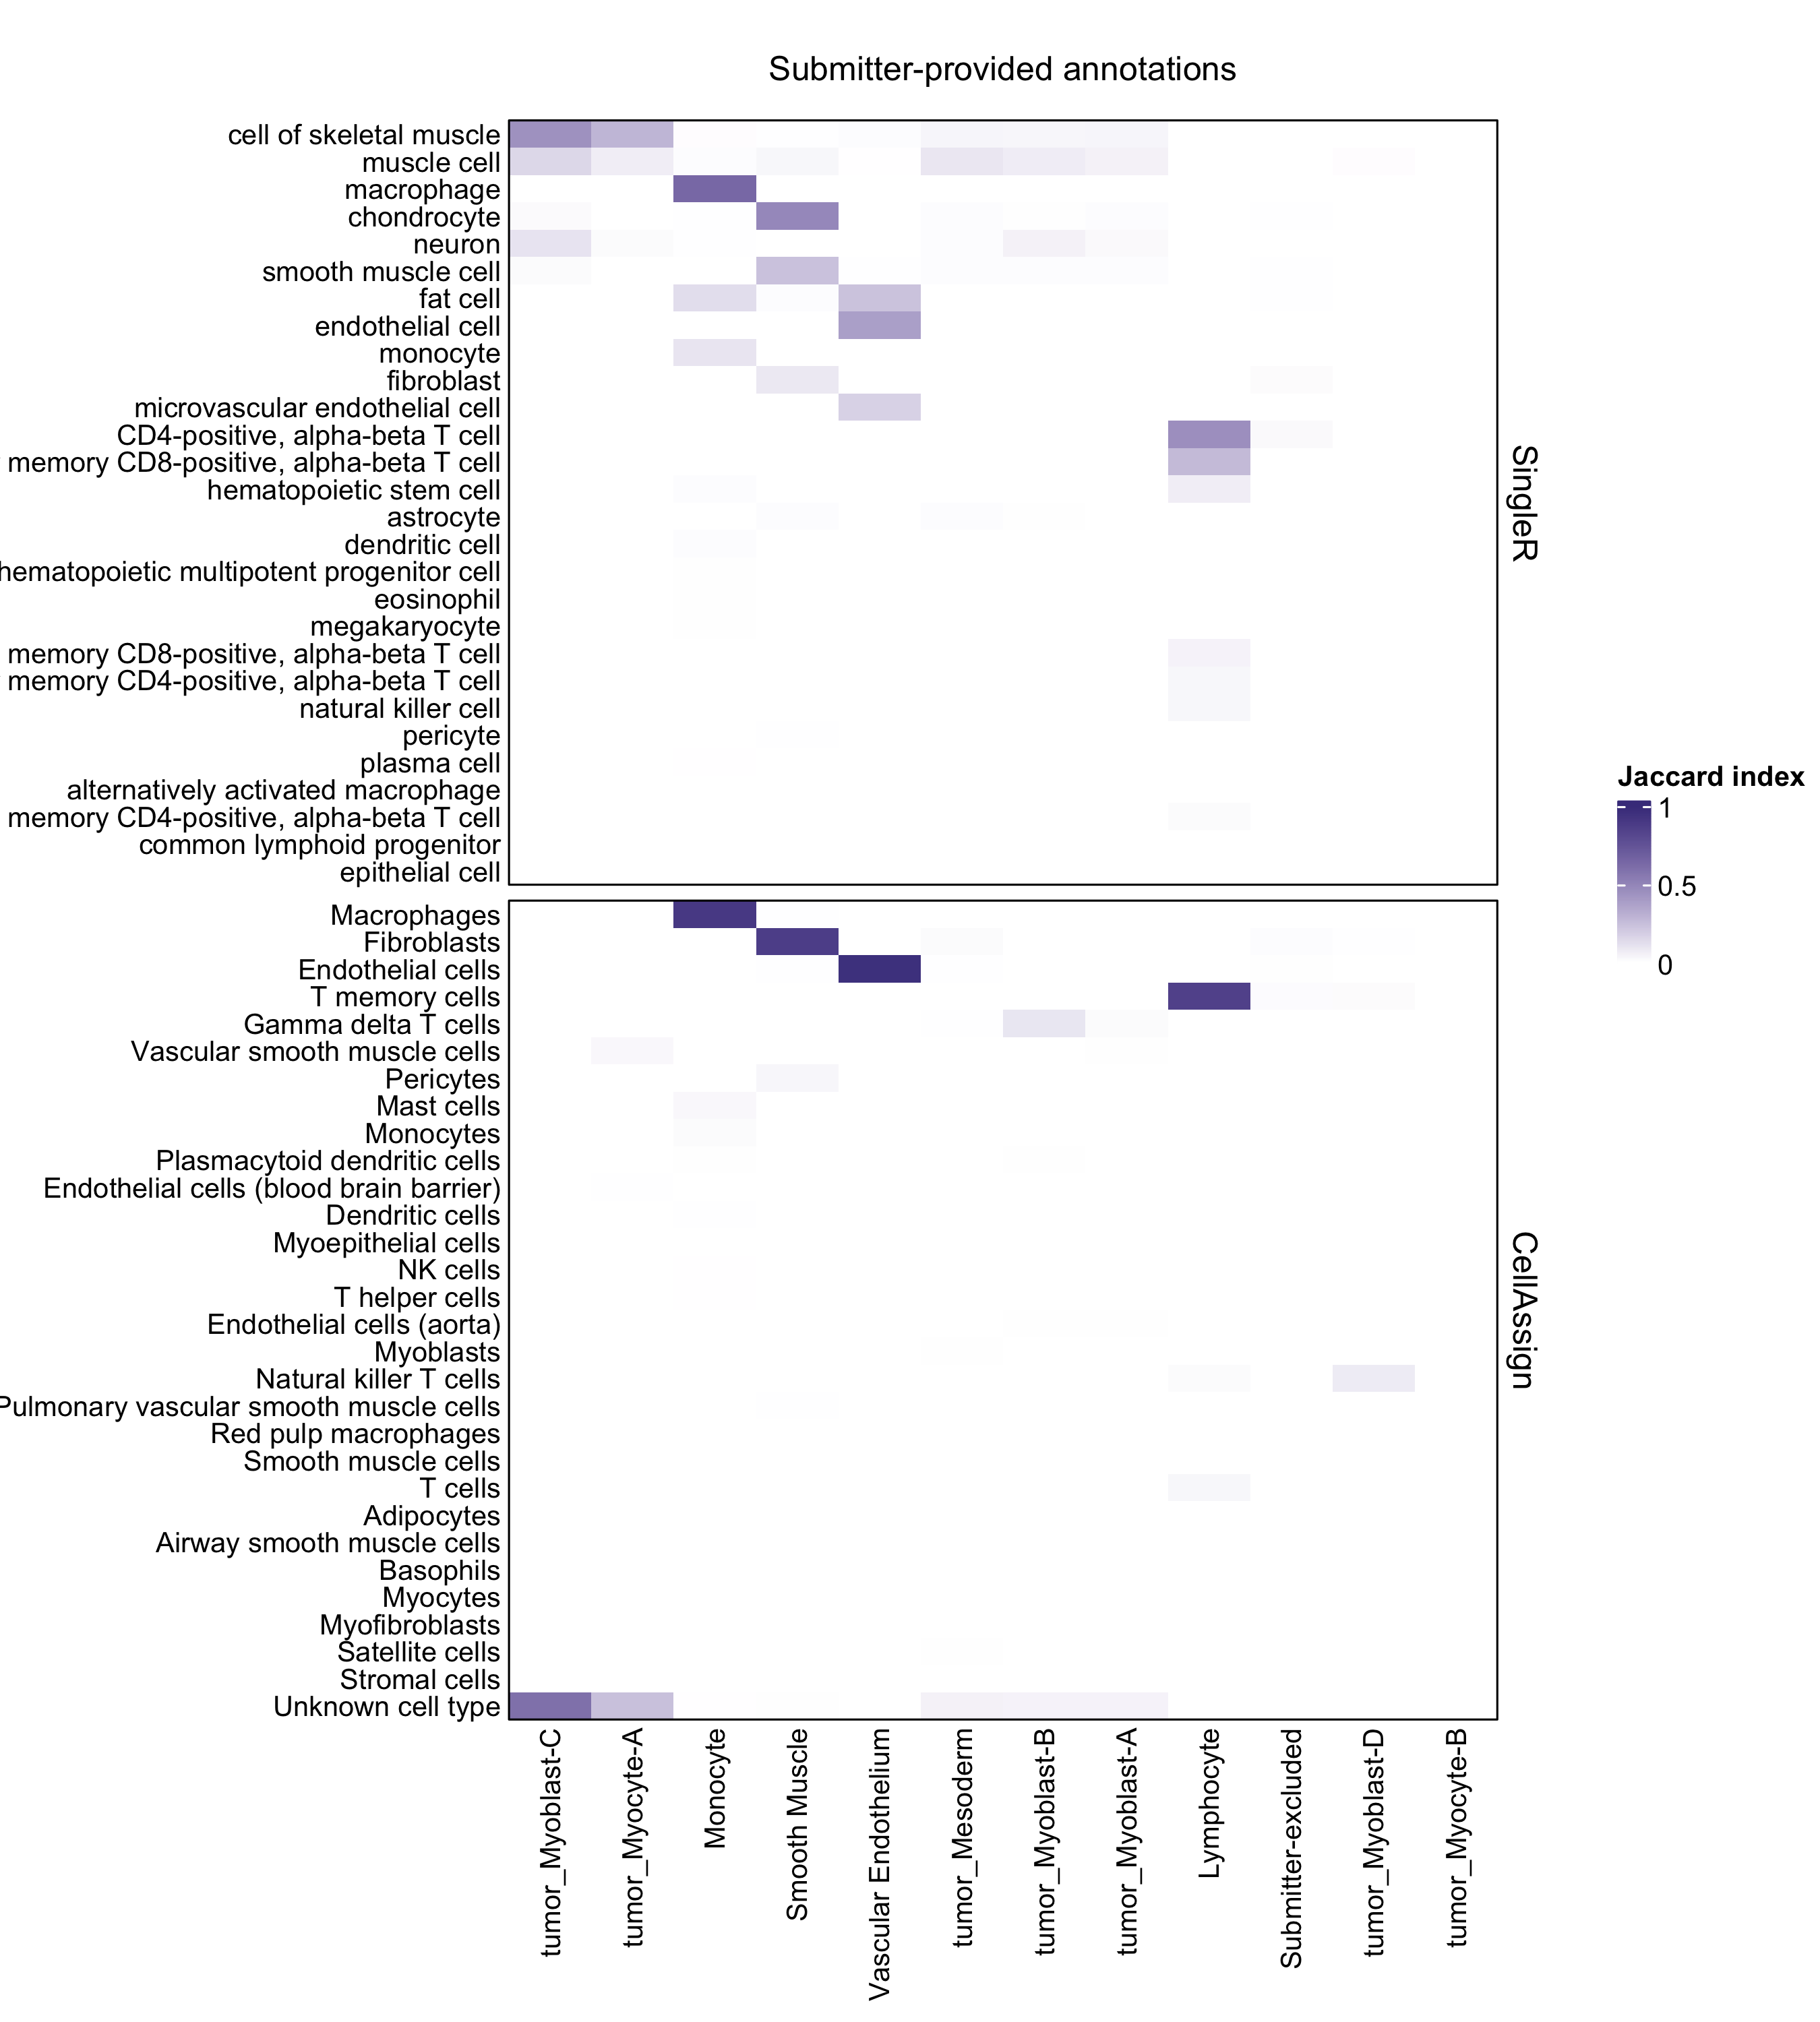 Submitter-provided annotations
cell of skeletal muscle
muscle cell
macrophage
chondrocyte
neuron
smooth muscle cell
fat cell
endothelial cell
monocyte
fibroblast
microvascular endothelial cell
CD4-positive, alpha-beta T cell
memory CD8-positive, alpha-beta T cell
hematopoietic stem cell
astrocyte
dendritic cell
hematopoietic multipotent progenitor cell
eosinophil
megakaryocyte
memory CD8-positive, alpha-beta T cell
memory CD4-positive, alpha-beta T cell
natural killer cell
pericyte
plasma cell
alternatively activated macrophage
memory CD4-positive, alpha-beta T cell
common lymphoid progenitor
epithelial cell
SingleR
Macrophages
Fibroblasts
Endothelial cells
T memory cells
Gamma delta T cells
Vascular smooth muscle cells
Pericytes
Mast cells
Monocytes
Plasmacytoid dendritic cells
Endothelial cells (blood brain barrier)
Dendritic cells
Myoepithelial cells
NK cells
T helper cells
Endothelial cells (aorta)
Myoblasts
Natural killer T cells
Pulmonary vascular smooth muscle cells
Red pulp macrophages
Smooth muscle cells
T cells
Adipocytes
Airway smooth muscle cells
Basophils
Myocytes
Myofibroblasts
Satellite cells
Stromal cells
Unknown cell type
CellAssign
tumor_Myoblast-C
tumor_Myocyte-A
Monocyte
Smooth Muscle
Vascular Endothelium
tumor_Mesoderm
tumor_Myoblast-B
tumor_Myoblast-A
Lymphocyte
Submitter-excluded
tumor_Myoblast-D
tumor_Myocyte-B
Jaccard index
1
0.5
0